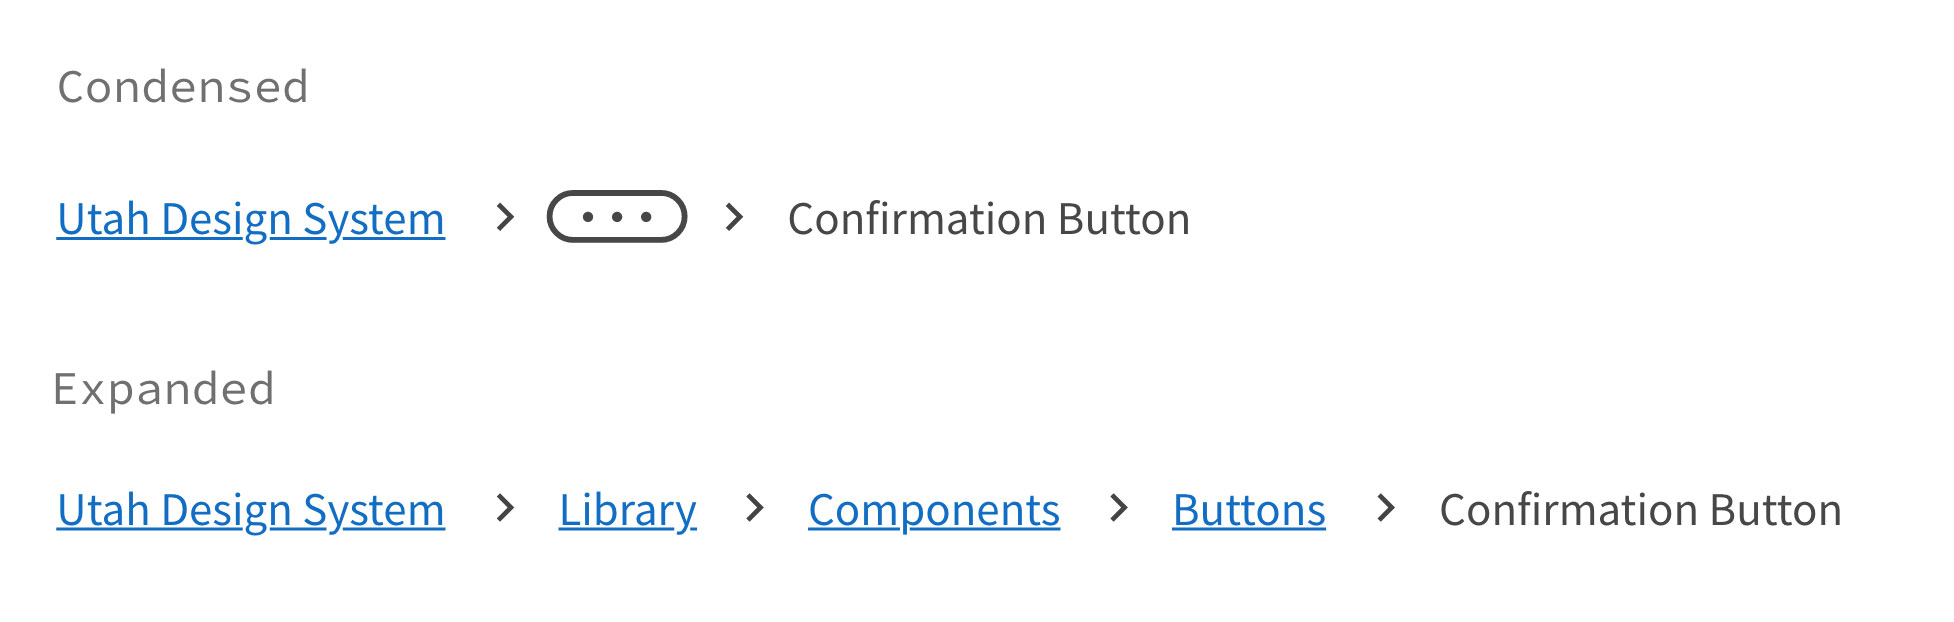 Condensed
Utah Design System > ••• > Confirmation Button
Expanded
Utah Design System > Library > Components > Buttons > Confirmation Button